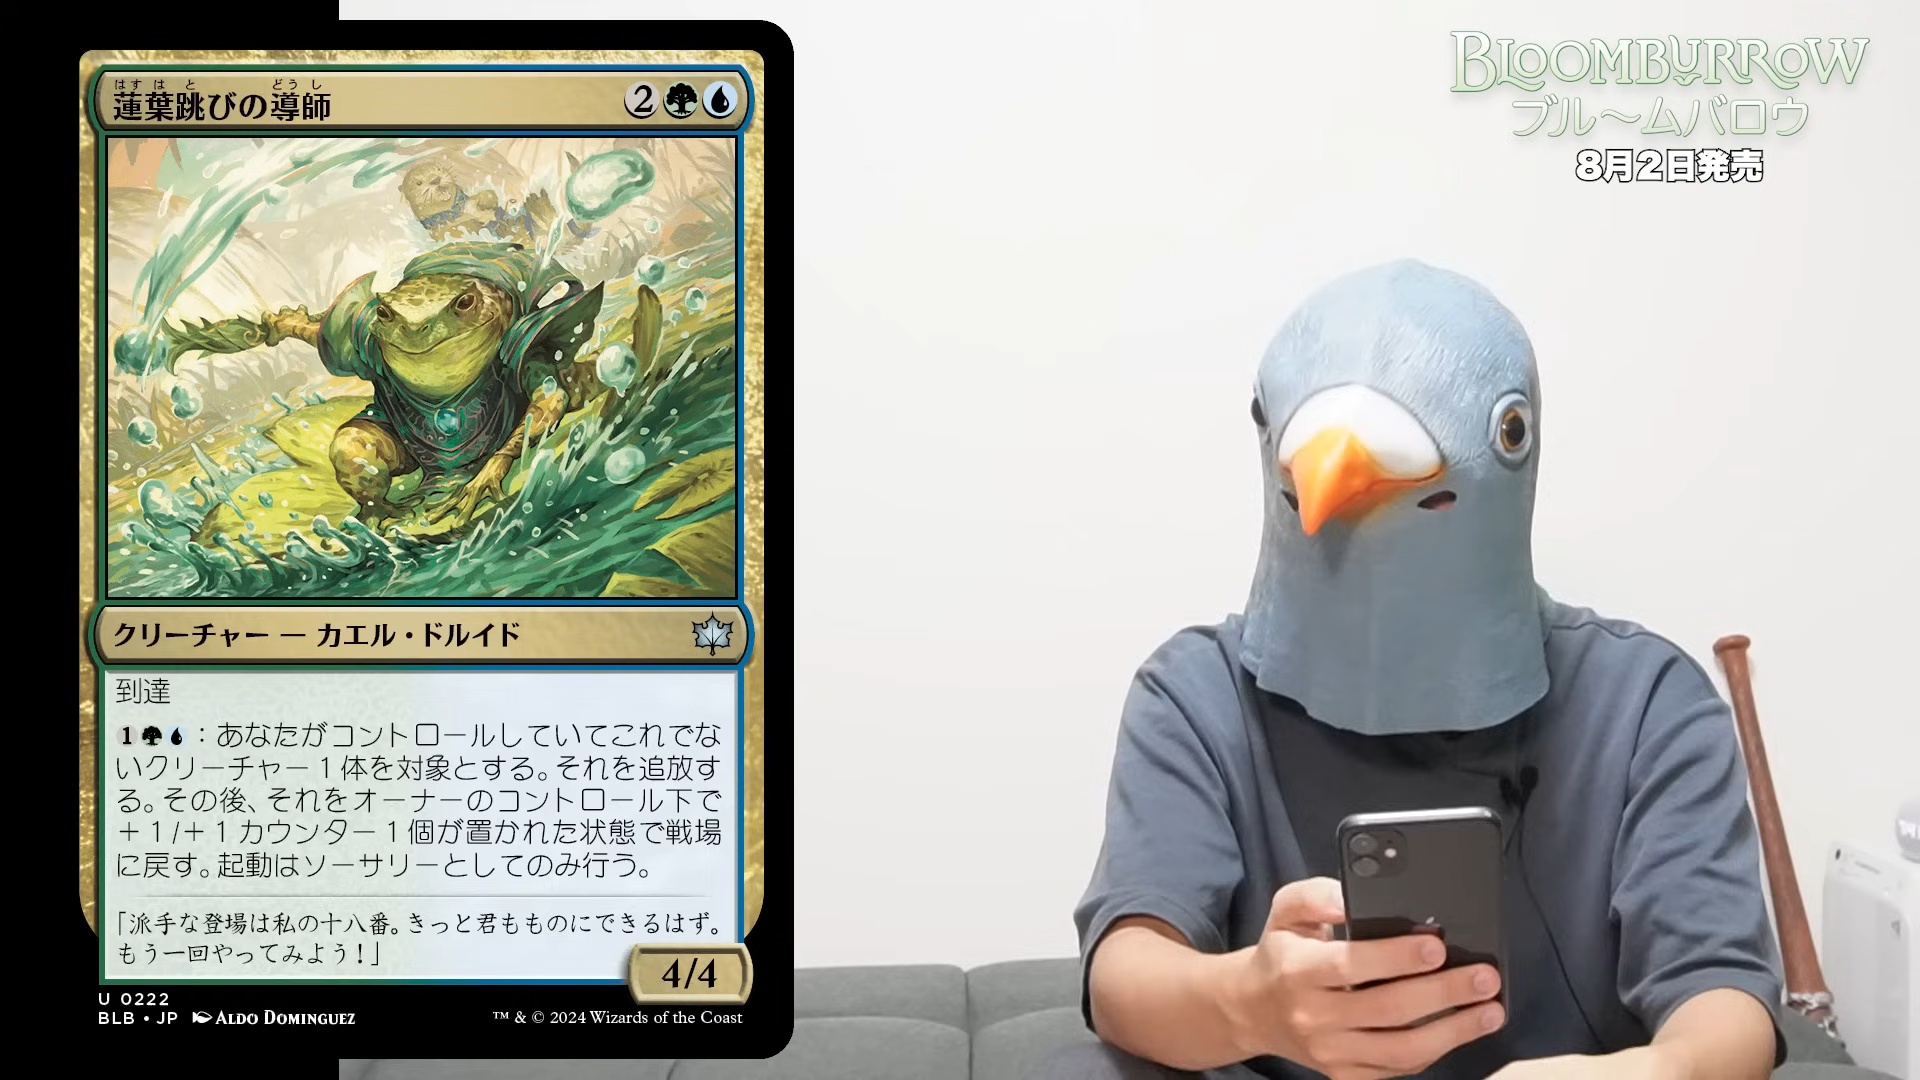 はす は と どう し
蓮葉跳びの導師
2
クリーチャー — カエル・ドルイド
到達
1 : あなたがコントロールしていてこれでな
いクリーチャー1体を対象とする。それを追放す
る。その後、それをオーナーのコントロール下で
+1/+1カウンター1個が置かれた状態で戦場
に戻す。起動はソーサリーとしてのみ行う。
「派手な登場は私の十八番。きっと君もものにできるはず。
もう一回やってみよう!」
4/4
U 0222
BLB • JP ALDO DOMINGUEZ
™ & © 2024 Wizards of the Coast
BLOOMBURROW
ブルームバロウ
8月2日発売